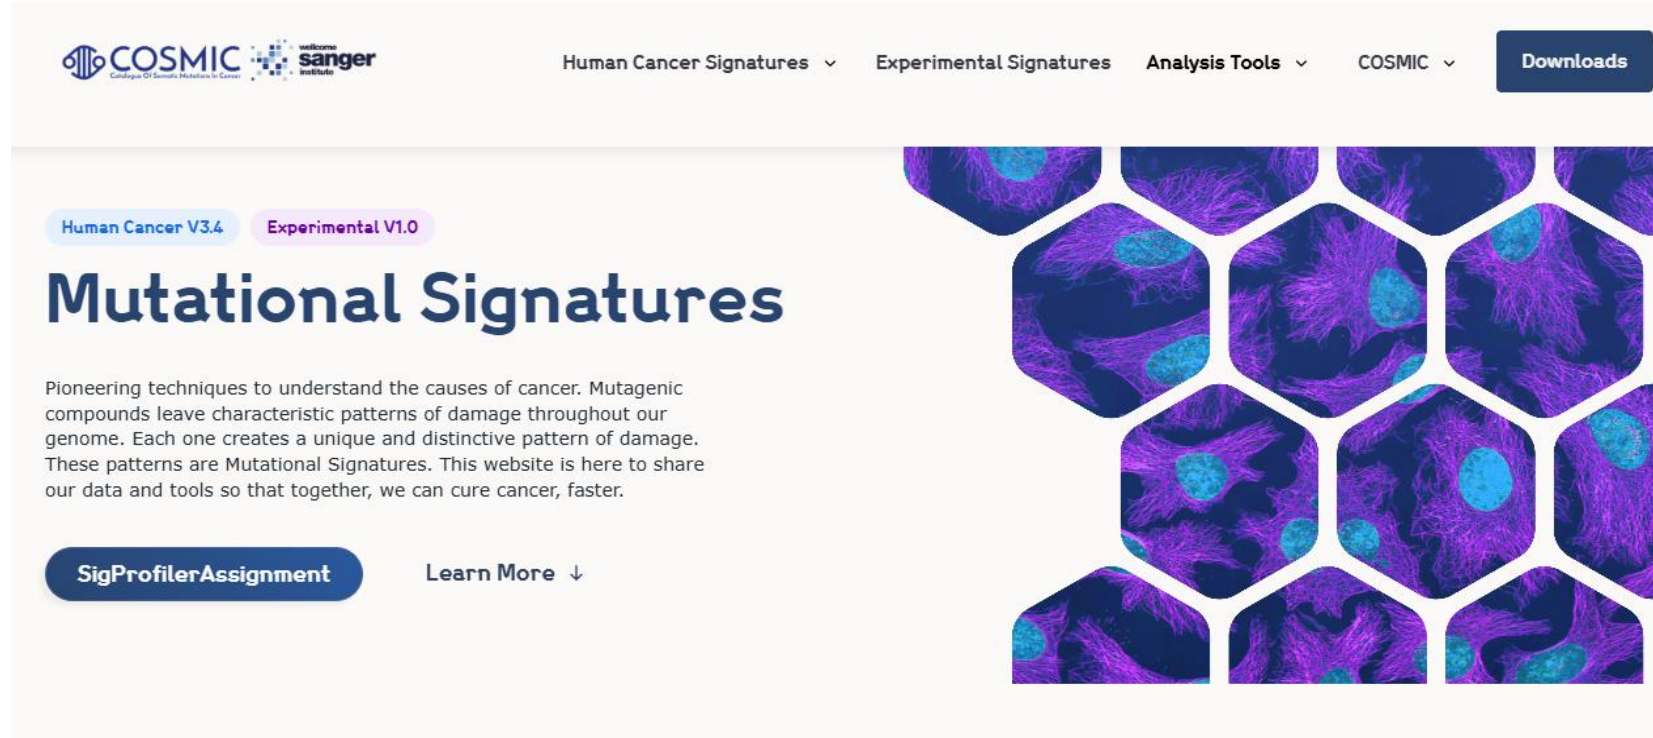 COSMIC
Catalogue Of Somatic Mutations In Cancer
wellcome
sanger
institute
Human Cancer Signatures
Experimental Signatures
Analysis Tools
COSMIC
Downloads
Human Cancer V3.4
Experimental V1.0
Mutational Signatures
Pioneering techniques to understand the causes of cancer. Mutagenic
compounds leave characteristic patterns of damage throughout our
genome. Each one creates a unique and distinctive pattern of damage.
These patterns are Mutational Signatures. This website is here to share
our data and tools so that together, we can cure cancer, faster.
SigProfilerAssignment
Learn More ↓